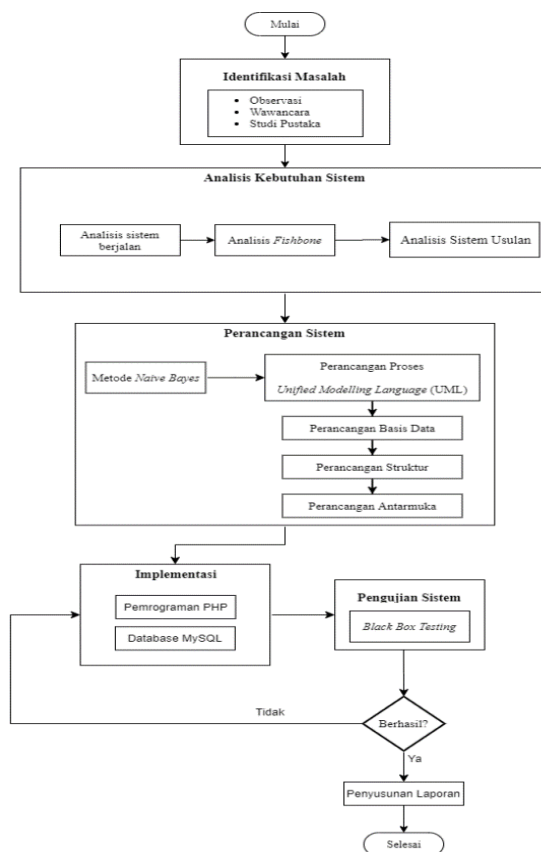 Mulai
Identifikasi Masalah
• Observasi
• Wawancara
• Studi Pustaka
Analisis Kebutuhan Sistem
Analisis sistem
berjalan
Analisis Fishbone
Analisis Sistem Usulan
Perancangan Sistem
Metode Naive Bayes
Perancangan Proses
Unified Modelling Language (UML)
Perancangan Basis Data
Perancangan Struktur
Perancangan Antarmuka
Implementasi
Pemrograman PHP
Database MySQL
Pengujian Sistem
Black Box Testing
Tidak
Berhasil?
Ya
Penyusunan Laporan
Selesai